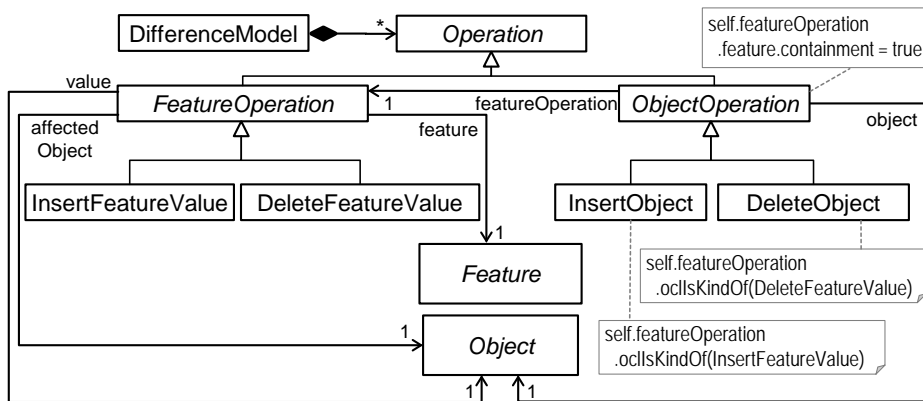 DifferenceModel
*
Operation
self.featureOperation
.feature.containment = true
value
FeatureOperation
1
featureOperation
ObjectOperation
affected
Object
feature
object
InsertFeatureValue
DeleteFeatureValue
InsertObject
DeleteObject
1
Feature
self.featureOperation
.oclIsKindOf(DeleteFeatureValue)
1
Object
self.featureOperation
.oclIsKindOf(InsertFeatureValue)
1
1